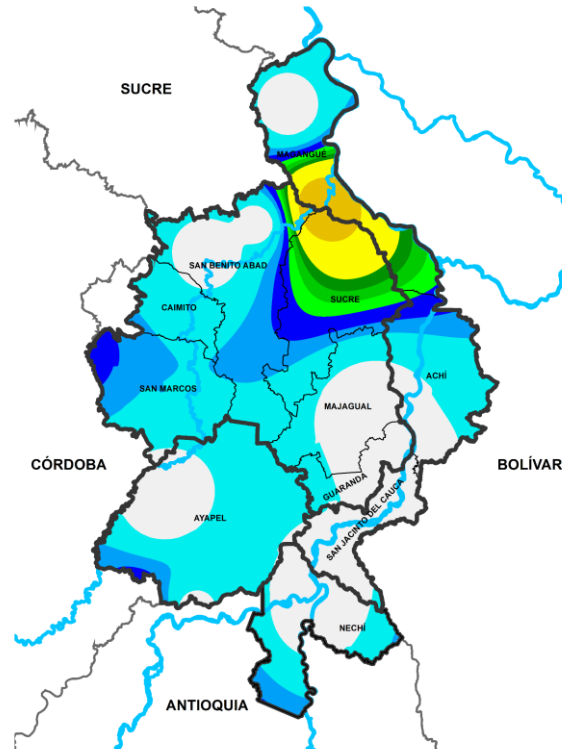 SUCRE
MAGANGUÉ
SAN BENITO ABAD
CAIMITO
SUCRE
SAN MARCOS
ACHÍ
MAJAGUAL
CÓRDOBA
BOLÍVAR
GUARANDA
SAN JACINTO DEL CAUCA
AYAPEL
NECHÍ
ANTIOQUIA